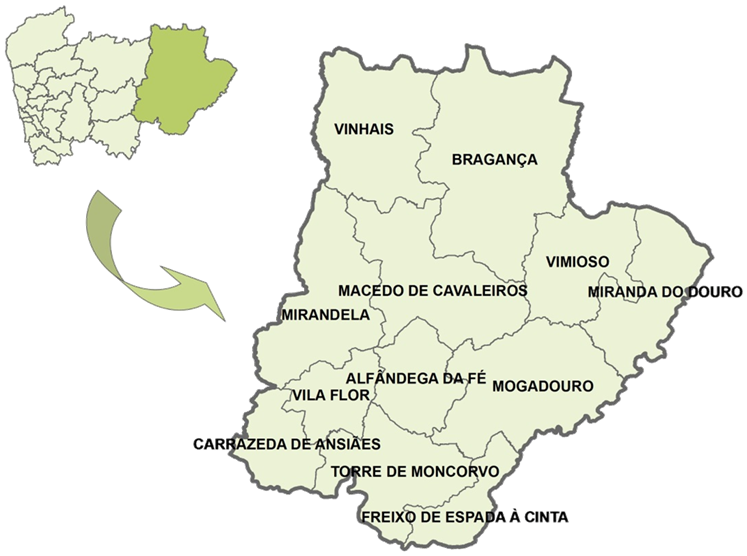 VINHAIS
BRAGANÇA
VIMIOSO
MACEDO DE CAVALEIROS
MIRANDA DO DOURO
MIRANDELA
ALFÂNDEGA DA FÉ
MOGADOURO
VILA FLOR
CARRAZEDA DE ANSIÃES
TORRE DE MONCORVO
FREIXO DE ESPADA À CINTA